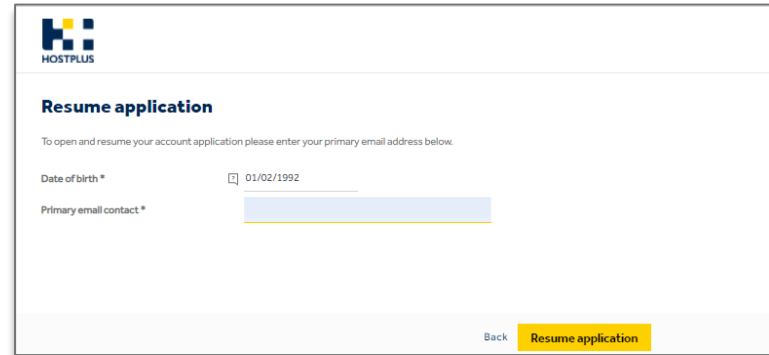 HOSTPLUS
Resume application
To open and resume your account application please enter your primary email address below.
Date of birth * ? 01/02/1992
Primary email contact *
Back Resume application